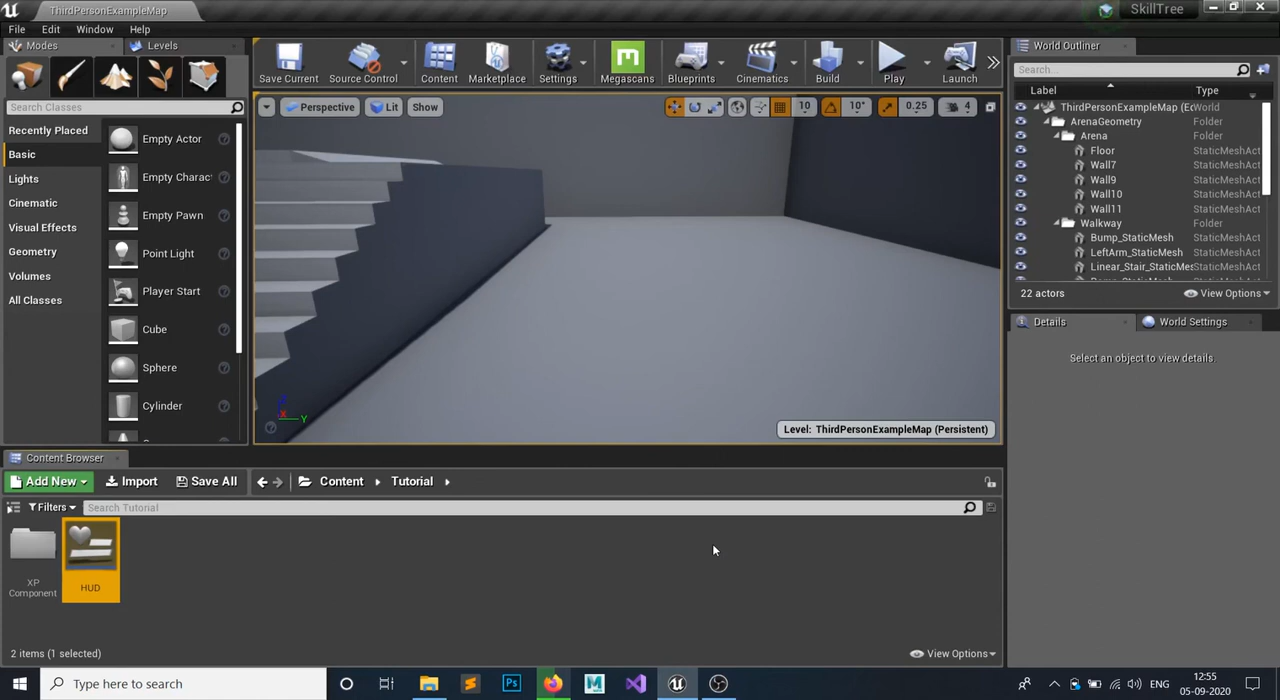 ThirdPersonExampleMap
SkillTree
File Edit Window Help
Modes
Levels
Search Classes
Recently Placed
Basic
Lights
Cinematic
Visual Effects
Geometry
Volumes
All Classes
Empty Actor
Empty Charac
Empty Pawn
Point Light
Player Start
Cube
Sphere
Cylinder
Save Current
Source Control
Content
Marketplace
Settings
Megascans
Blueprints
Cinematics
Build
Play
Launch
Perspective
Lit
Show
10
10°
0.25
4
X
Y
Level: ThirdPersonExampleMap (Persistent)
World Outliner
Search...
Label Type
ThirdPersonExampleMap (Ec World
ArenaGeometry Folder
Arena Folder
Floor StaticMeshAct
Wall7 StaticMeshAct
Wall9 StaticMeshAct
Wall10 StaticMeshAct
Wall11 StaticMeshAct
Walkway Folder
Bump_StaticMesh StaticMeshAct
LeftArm_StaticMesh StaticMeshAct
Linear_Stair_StaticMes StaticMeshAct
22 actors
View Options
Details
World Settings
Select an object to view details.
Content Browser
Add New
Import
Save All
Content
Tutorial
Filters
Search Tutorial
XP
Component
HUD
2 items (1 selected)
View Options
Type here to search
Ps
M
ENG
12:55
05-09-2020